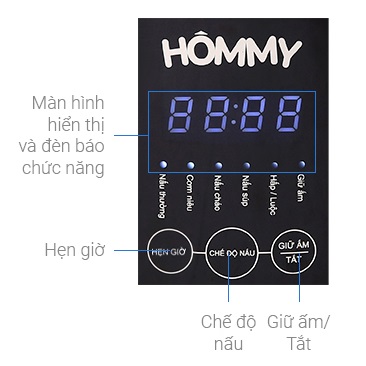 HÔMMY
Màn hình
hiển thị
và đèn báo
chức năng
88:88
Nấu thường
Cơm niêu
Nấu cháo
Nấu súp
Hấp / Luộc
Giữ ấm
Hẹn giờ
HẸN GIỜ
CHẾ ĐỘ NẤU
GIỮ ẤM
TẮT
Chế độ
nấu
Giữ ấm/
Tắt